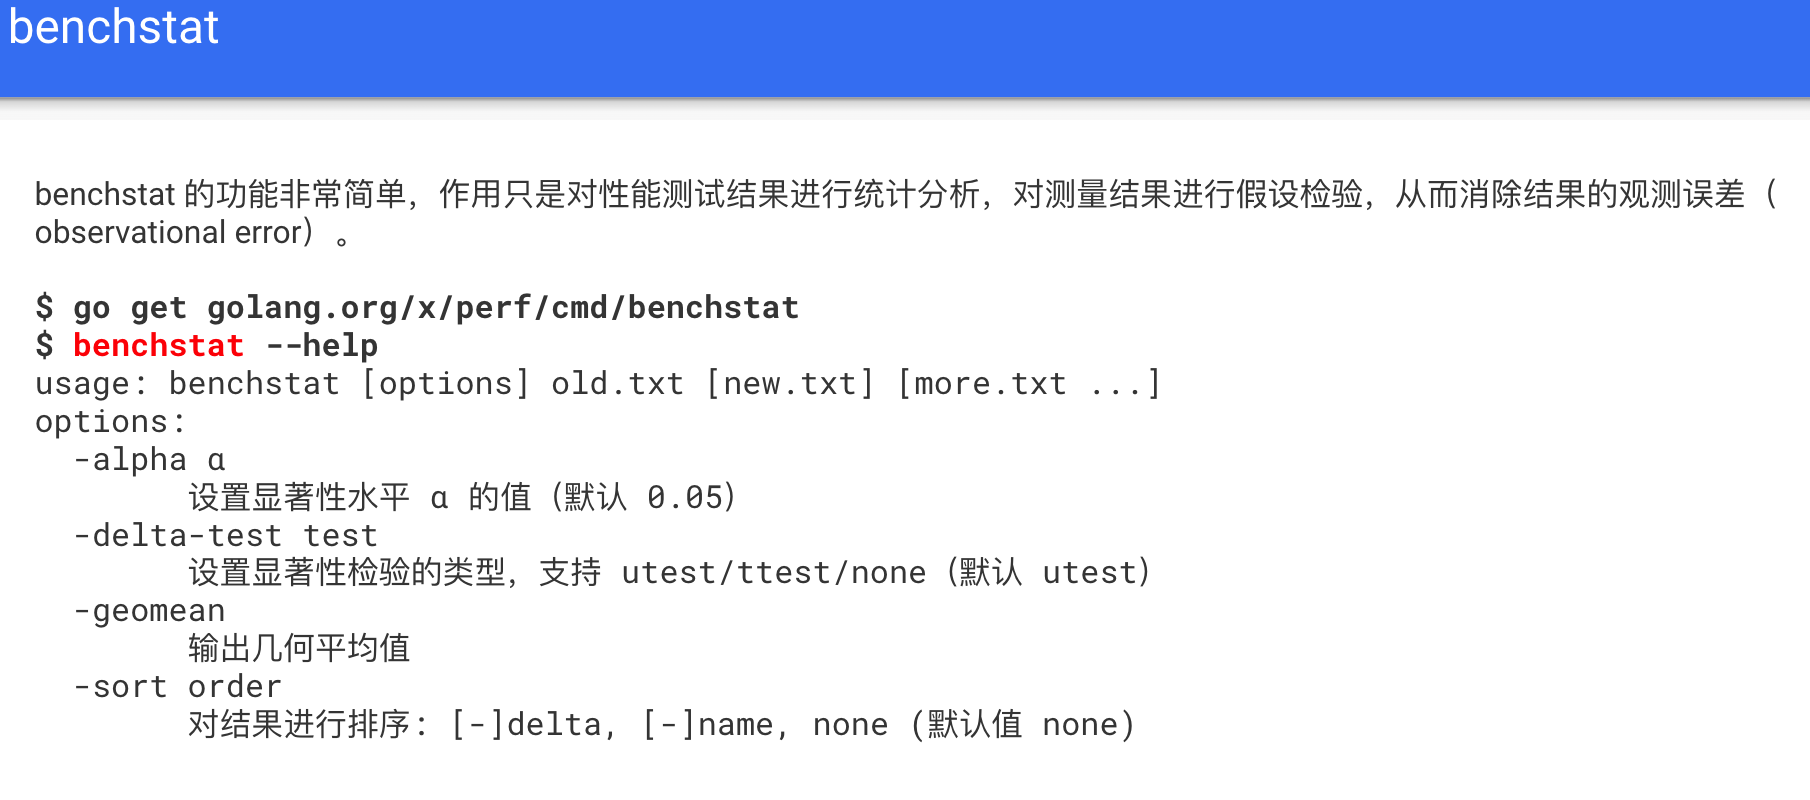 benchstat
benchstat 的功能非常简单，作用只是对性能测试结果进行统计分析，对测量结果进行假设检验，从而消除结果的观测误差（
observational error）。
$ go get golang.org/x/perf/cmd/benchstat
$ benchstat --help
usage: benchstat [options] old.txt [new.txt] [more.txt ...]
options:
  -alpha α
        设置显著性水平 α 的值（默认 0.05）
  -delta-test test
        设置显著性检验的类型，支持 utest/ttest/none（默认 utest）
  -geomean
        输出几何平均值
  -sort order
        对结果进行排序: [-]delta, [-]name, none (默认值 none)